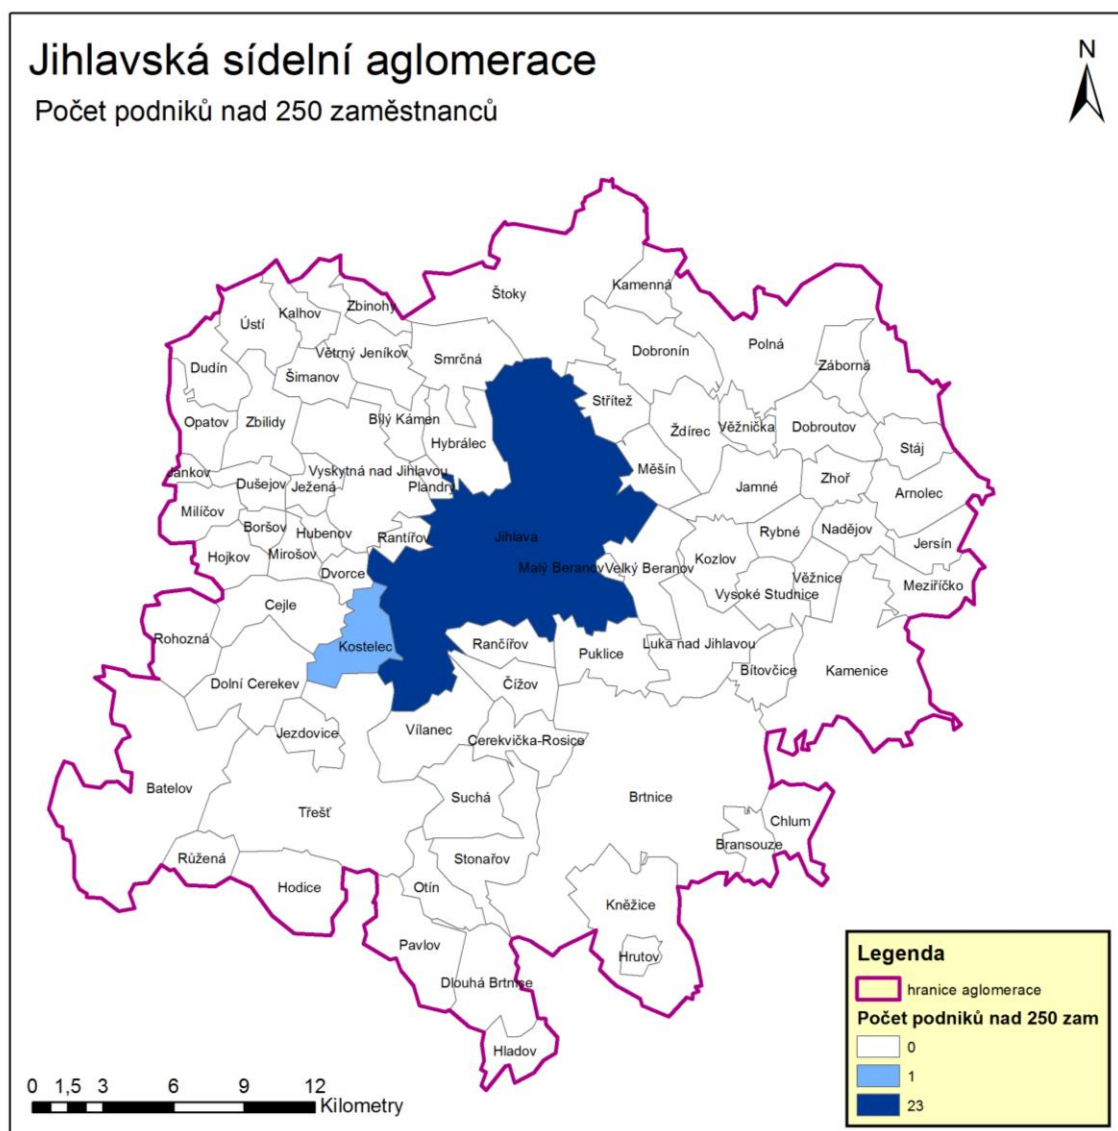 Jihlavská sídelní aglomerace
Počet podniků nad 250 zaměstnanců
N
Štoky
Kamenná
Zbinohy
Kalhov
Ústí
Větrný Jeníkov
Smrčná
Dobronín
Polná
Záborná
Dudín
Šimanov
Střítež
Opatov
Zbilidy
Bílý Kámen
Hybrálec
Ždírec
Věžnička
Dobroutov
Stáj
Jankov
Dušejov
Ježená
Vyskytná nad Jihlavou
Plandry
Měšín
Jamné
Zhoř
Arnolec
Milíčov
Boršov
Hubenov
Rantířov
Jihlava
Rybné
Nadějov
Jersín
Hojkov
Mirošov
Dvorce
Malý Beranov
Velký Beranov
Kozlov
Vysoké Studnice
Věžnice
Meziříčko
Cejle
Rohozná
Kostelec
Rančířov
Puklice
Luka nad Jihlavou
Bítovčice
Kamenice
Dolní Cerekev
Čížov
Jezdovice
Vílanec
Cerekvička-Rosice
Batelov
Třešť
Suchá
Brtnice
Chlum
Bransouze
Růžená
Hodice
Stonařov
Otín
Kněžice
Pavlov
Hrutov
Dlouhá Brtnice
Hladov
Legenda
hranice aglomerace
Počet podniků nad 250 zam
0
1
23
0 1,5 3 6 9 12
Kilometry